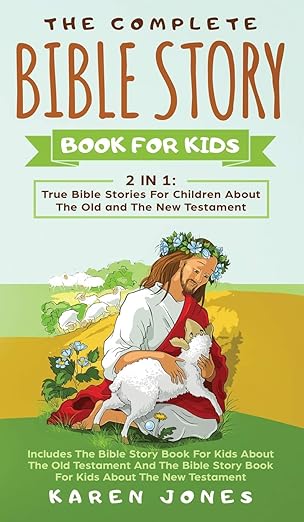 THE COMPLETE
BIBLE STORY
BOOK FOR KIDS
2 IN 1:
True Bible Stories For Children About
The Old and The New Testament
Includes The Bible Story Book For Kids About
The Old Testament And The Bible Story Book
For Kids About The New Testament
KAREN JONES